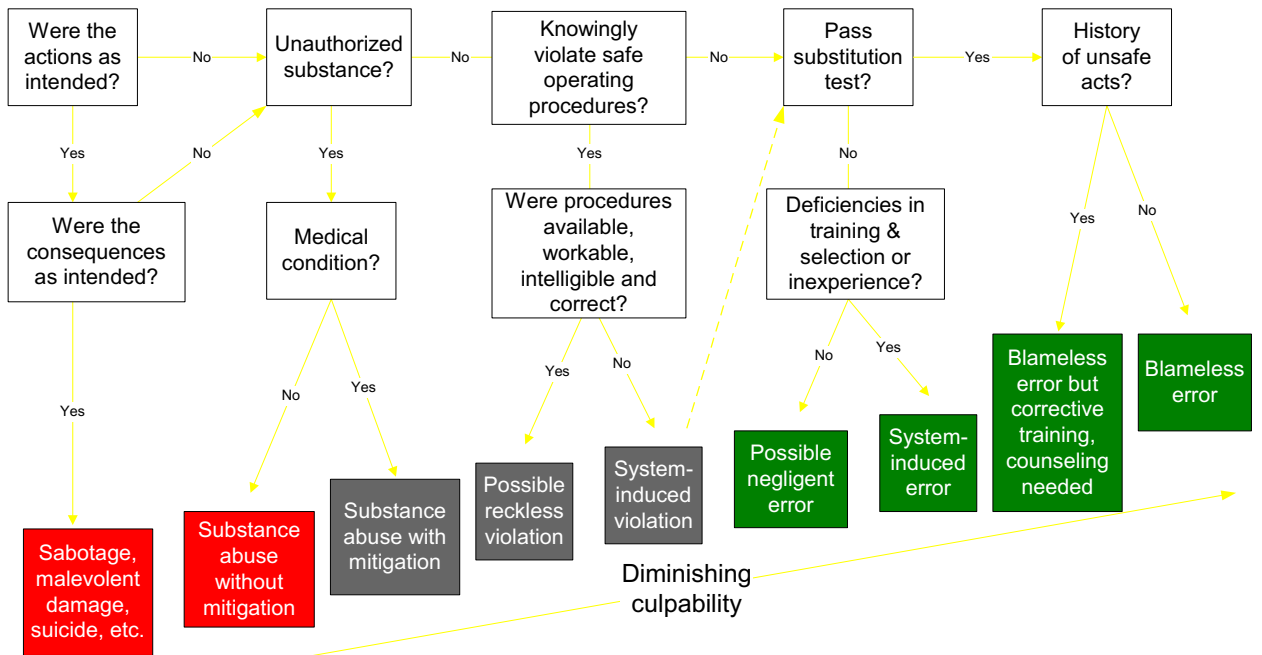 Were the
actions as
intended?
No
Unauthorized
substance?
No
Knowingly
violate safe
operating
procedures?
No
Pass
substitution
test?
Yes
History
of unsafe
acts?
Yes
No
Yes
Yes
No
Yes
No
Were the
consequences
as intended?
Medical
condition?
Were procedures
available,
workable,
intelligible and
correct?
Deficiencies in
training &
selection or
inexperience?
Yes
No
Yes
Yes
No
No
Yes
Sabotage,
malevolent
damage,
suicide, etc.
Substance
abuse
without
mitigation
Substance
abuse with
mitigation
Possible
reckless
violation
System-
induced
violation
Possible
negligent
error
System-
induced
error
Blameless
error but
corrective
training,
counseling
needed
Blameless
error
Diminishing
culpability